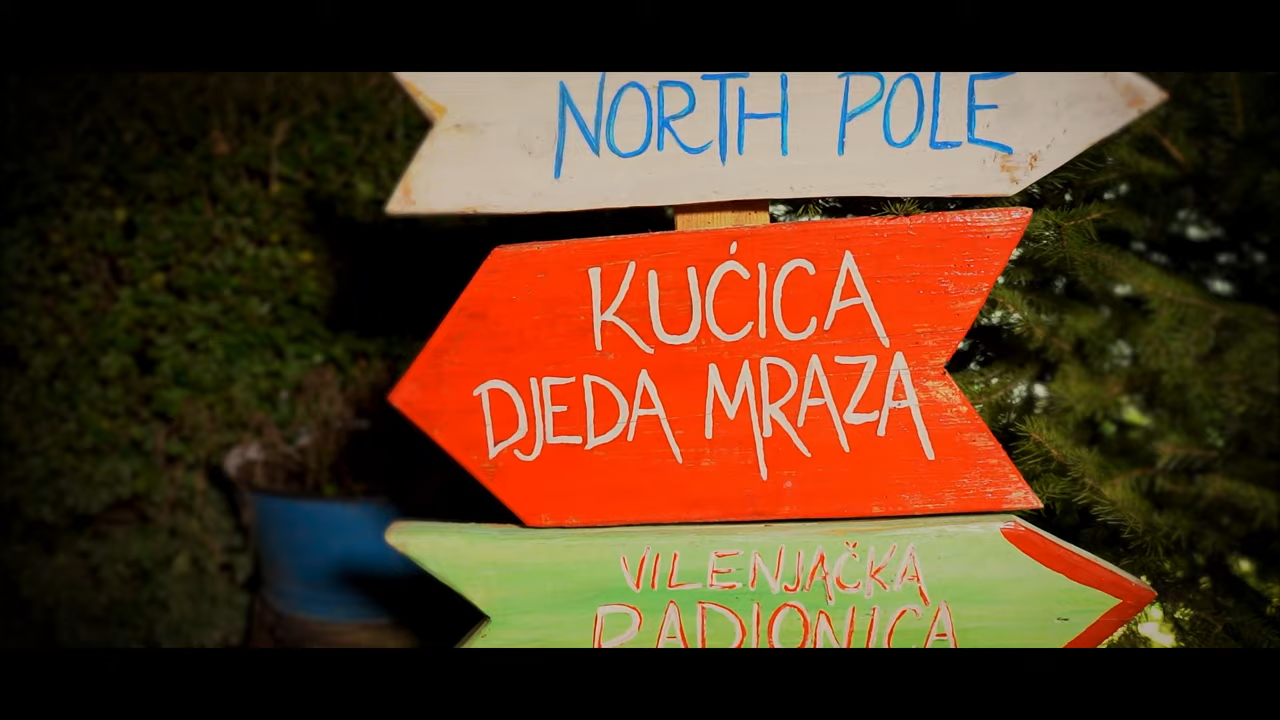 NORTH POLE
KUĆICA
DJEDA MRAZA
VILENJAČKA
RADIONICA